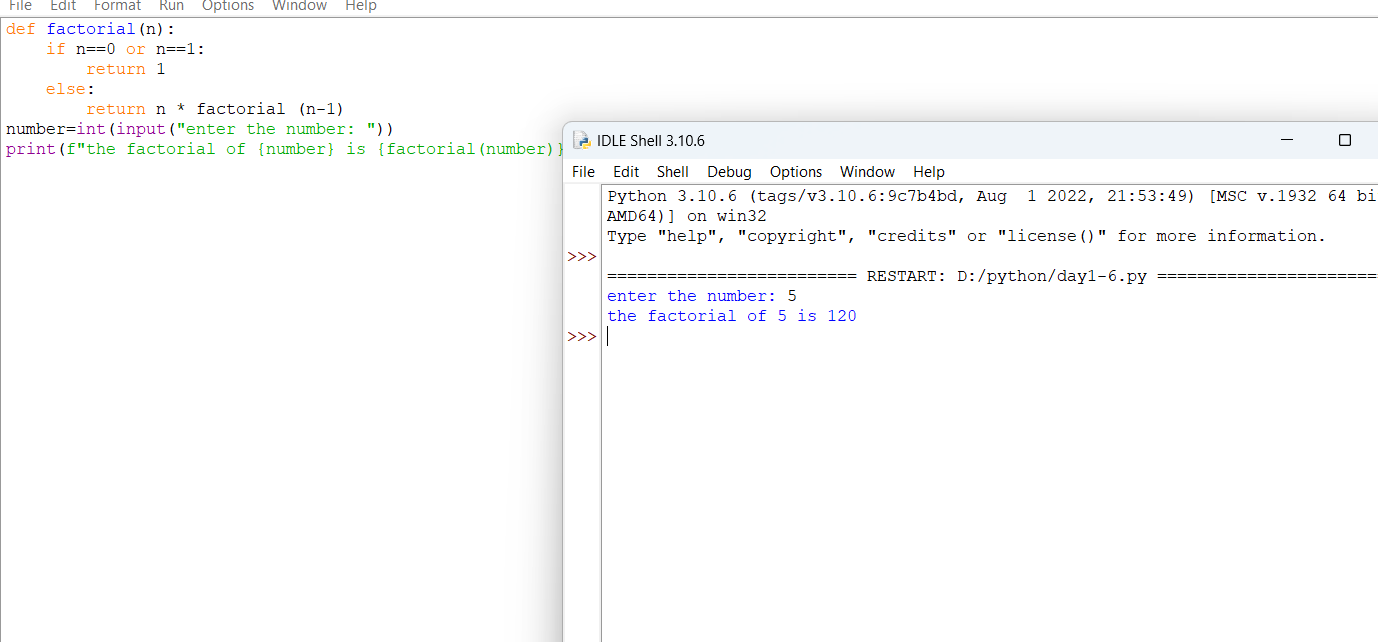 File Edit Format Run Options Window Help
def factorial(n):
    if n==0 or n==1:
        return 1
    else:
        return n * factorial (n-1)
number=int(input("enter the number: "))
print(f"the factorial of {number} is {factorial(number)}
IDLE Shell 3.10.6
File Edit Shell Debug Options Window Help
Python 3.10.6 (tags/v3.10.6:9c7b4bd, Aug  1 2022, 21:53:49) [MSC v.1932 64 bi
AMD64)] on win32
Type "help", "copyright", "credits" or "license()" for more information.
>>>
========================= RESTART: D:/python/day1-6.py ======================
enter the number: 5
the factorial of 5 is 120
>>>